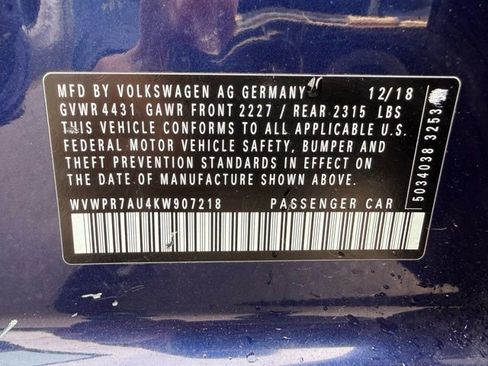 MFD BY VOLKSWAGEN AG GERMANY 12/18
GVWR 4431 GAWR FRONT 2227 / REAR 2315 LBS
THIS VEHICLE CONFORMS TO ALL APPLICABLE U.S.
FEDERAL MOTOR VEHICLE SAFETY, BUMPER AND
THEFT PREVENTION STANDARDS IN EFFECT ON
THE DATE OF MANUFACTURE SHOWN ABOVE.
WVWPR7AU4KW907218 PASSENGER CAR
5034038 3253